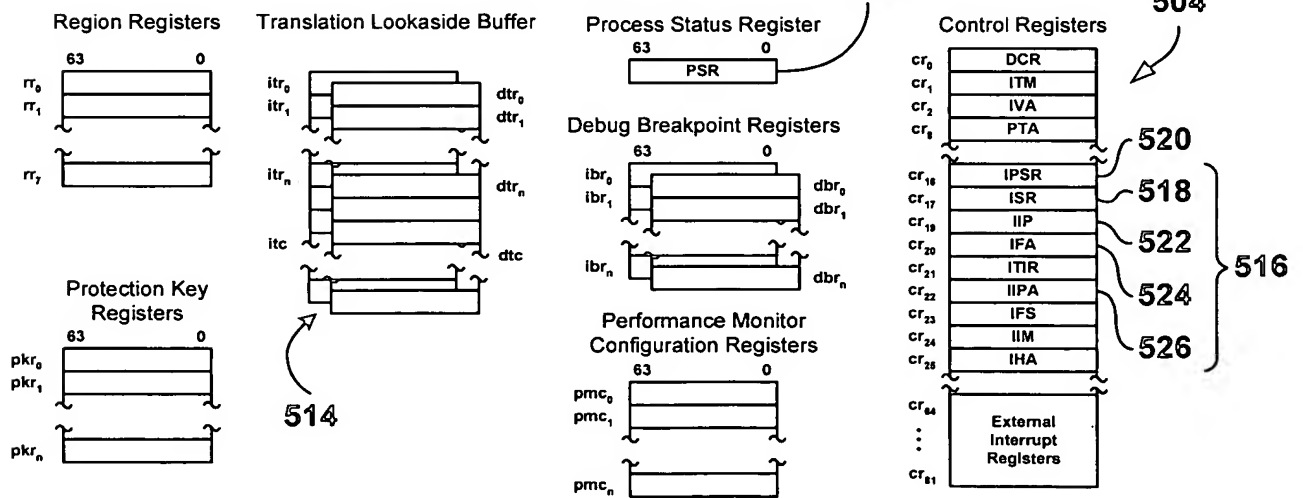 Region Registers
63 0
rr0
rr1
rr7
Protection Key
Registers
63 0
pkr0
pkr1
pkrn
Translation Lookaside Buffer
itr0
itr1
dtr0
dtr1
itrn
dtrn
itc
dtc
514
Process Status Register
63 0
PSR
Debug Breakpoint Registers
63 0
ibr0
ibr1
dbr0
dbr1
ibrn
dbrn
Performance Monitor
Configuration Registers
63 0
pmc0
pmc1
pmcn
504
Control Registers
cr0 DCR
cr1 ITM
cr2 IVA
cr8 PTA
cr16 IPSR 520
cr17 ISR 518
cr19 IIP 522
cr20 IFA 524
cr21 ITIR
cr22 IIPA 526
cr23 IFS
cr24 IIM
cr25 IHA
516
cr64
External
Interrupt
Registers
cr81